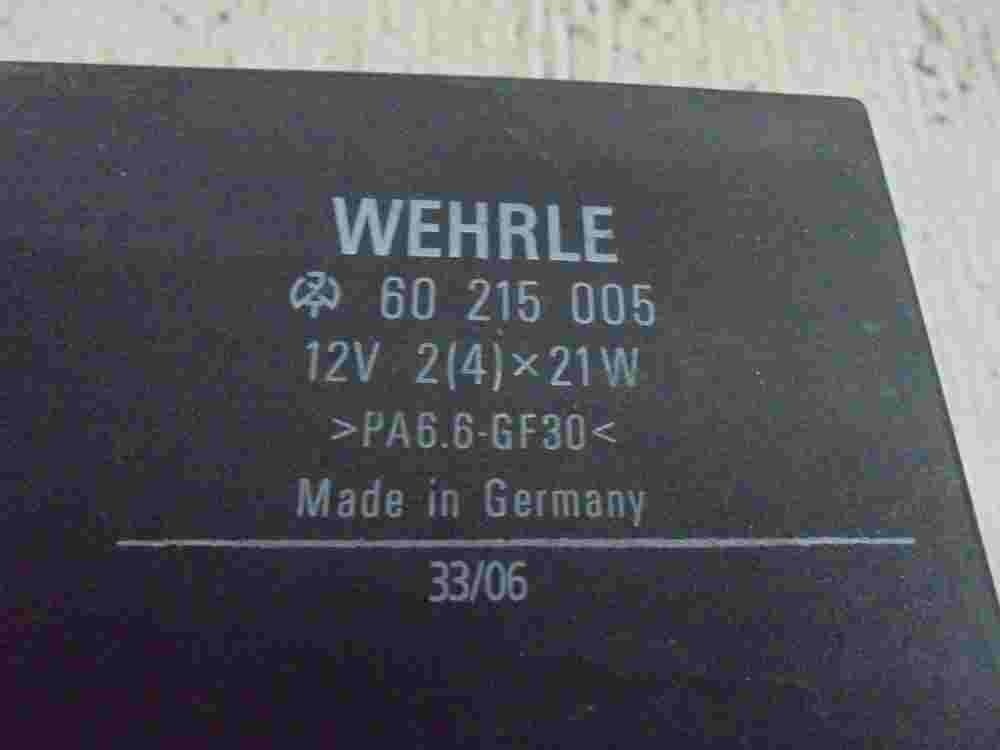 WEHRLE
60 215 005
12V 2(4)×21W
>PA6.6-GF30<
Made in Germany
33/06